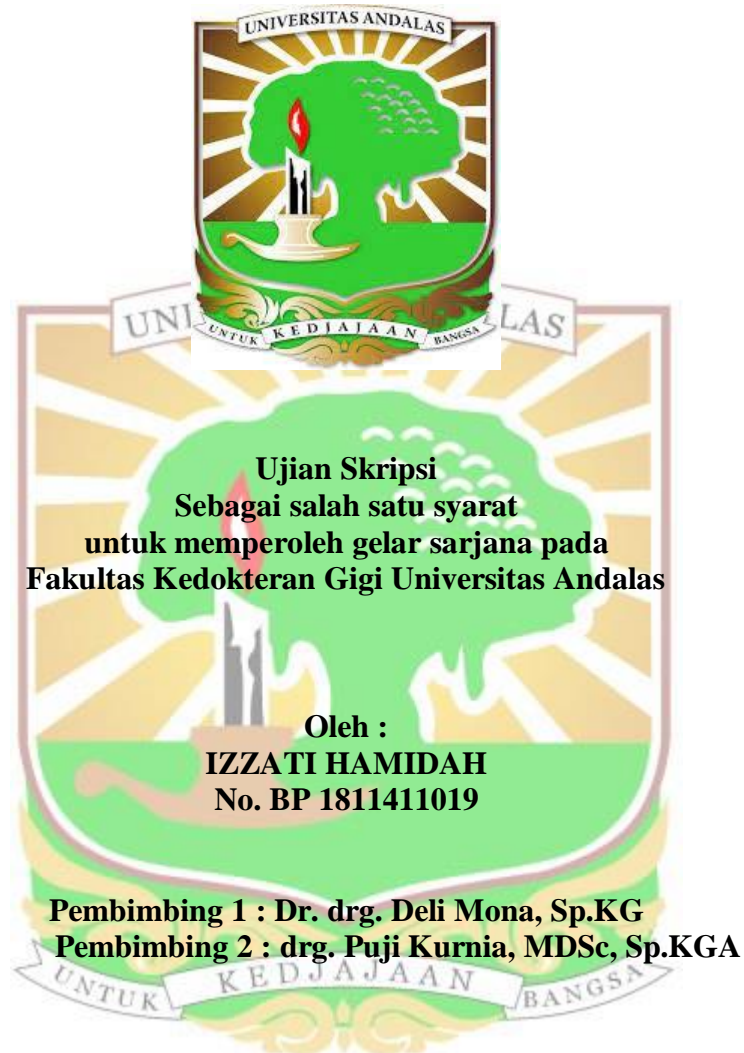 UNIVERSITAS ANDALAS
UNTUK KEDJAJAAN BANGSA
Ujian Skripsi
Sebagai salah satu syarat
untuk memperoleh gelar sarjana pada
Fakultas Kedokteran Gigi Universitas Andalas
Oleh :
IZZATI HAMIDAH
No. BP 1811411019
Pembimbing 1 : Dr. drg. Deli Mona, Sp.KG
Pembimbing 2 : drg. Puji Kurnia, MDSc, Sp.KGA
UNTUK KEDJAJAAN BANGSA